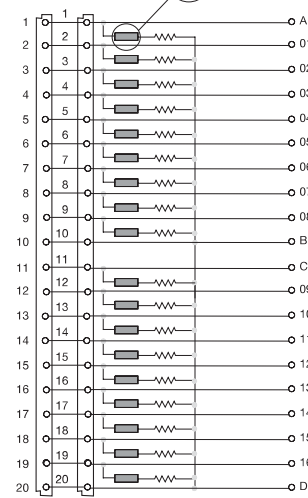 1 1 A
2 2 01
3 3 02
4 4 03
5 5 04
6 6 05
7 7 06
8 8 07
9 9 08
10 10 B
11 11 C
12 12 09
13 13 10
14 14 11
15 15 12
16 16 13
17 17 14
18 18 15
19 19 16
20 20 D